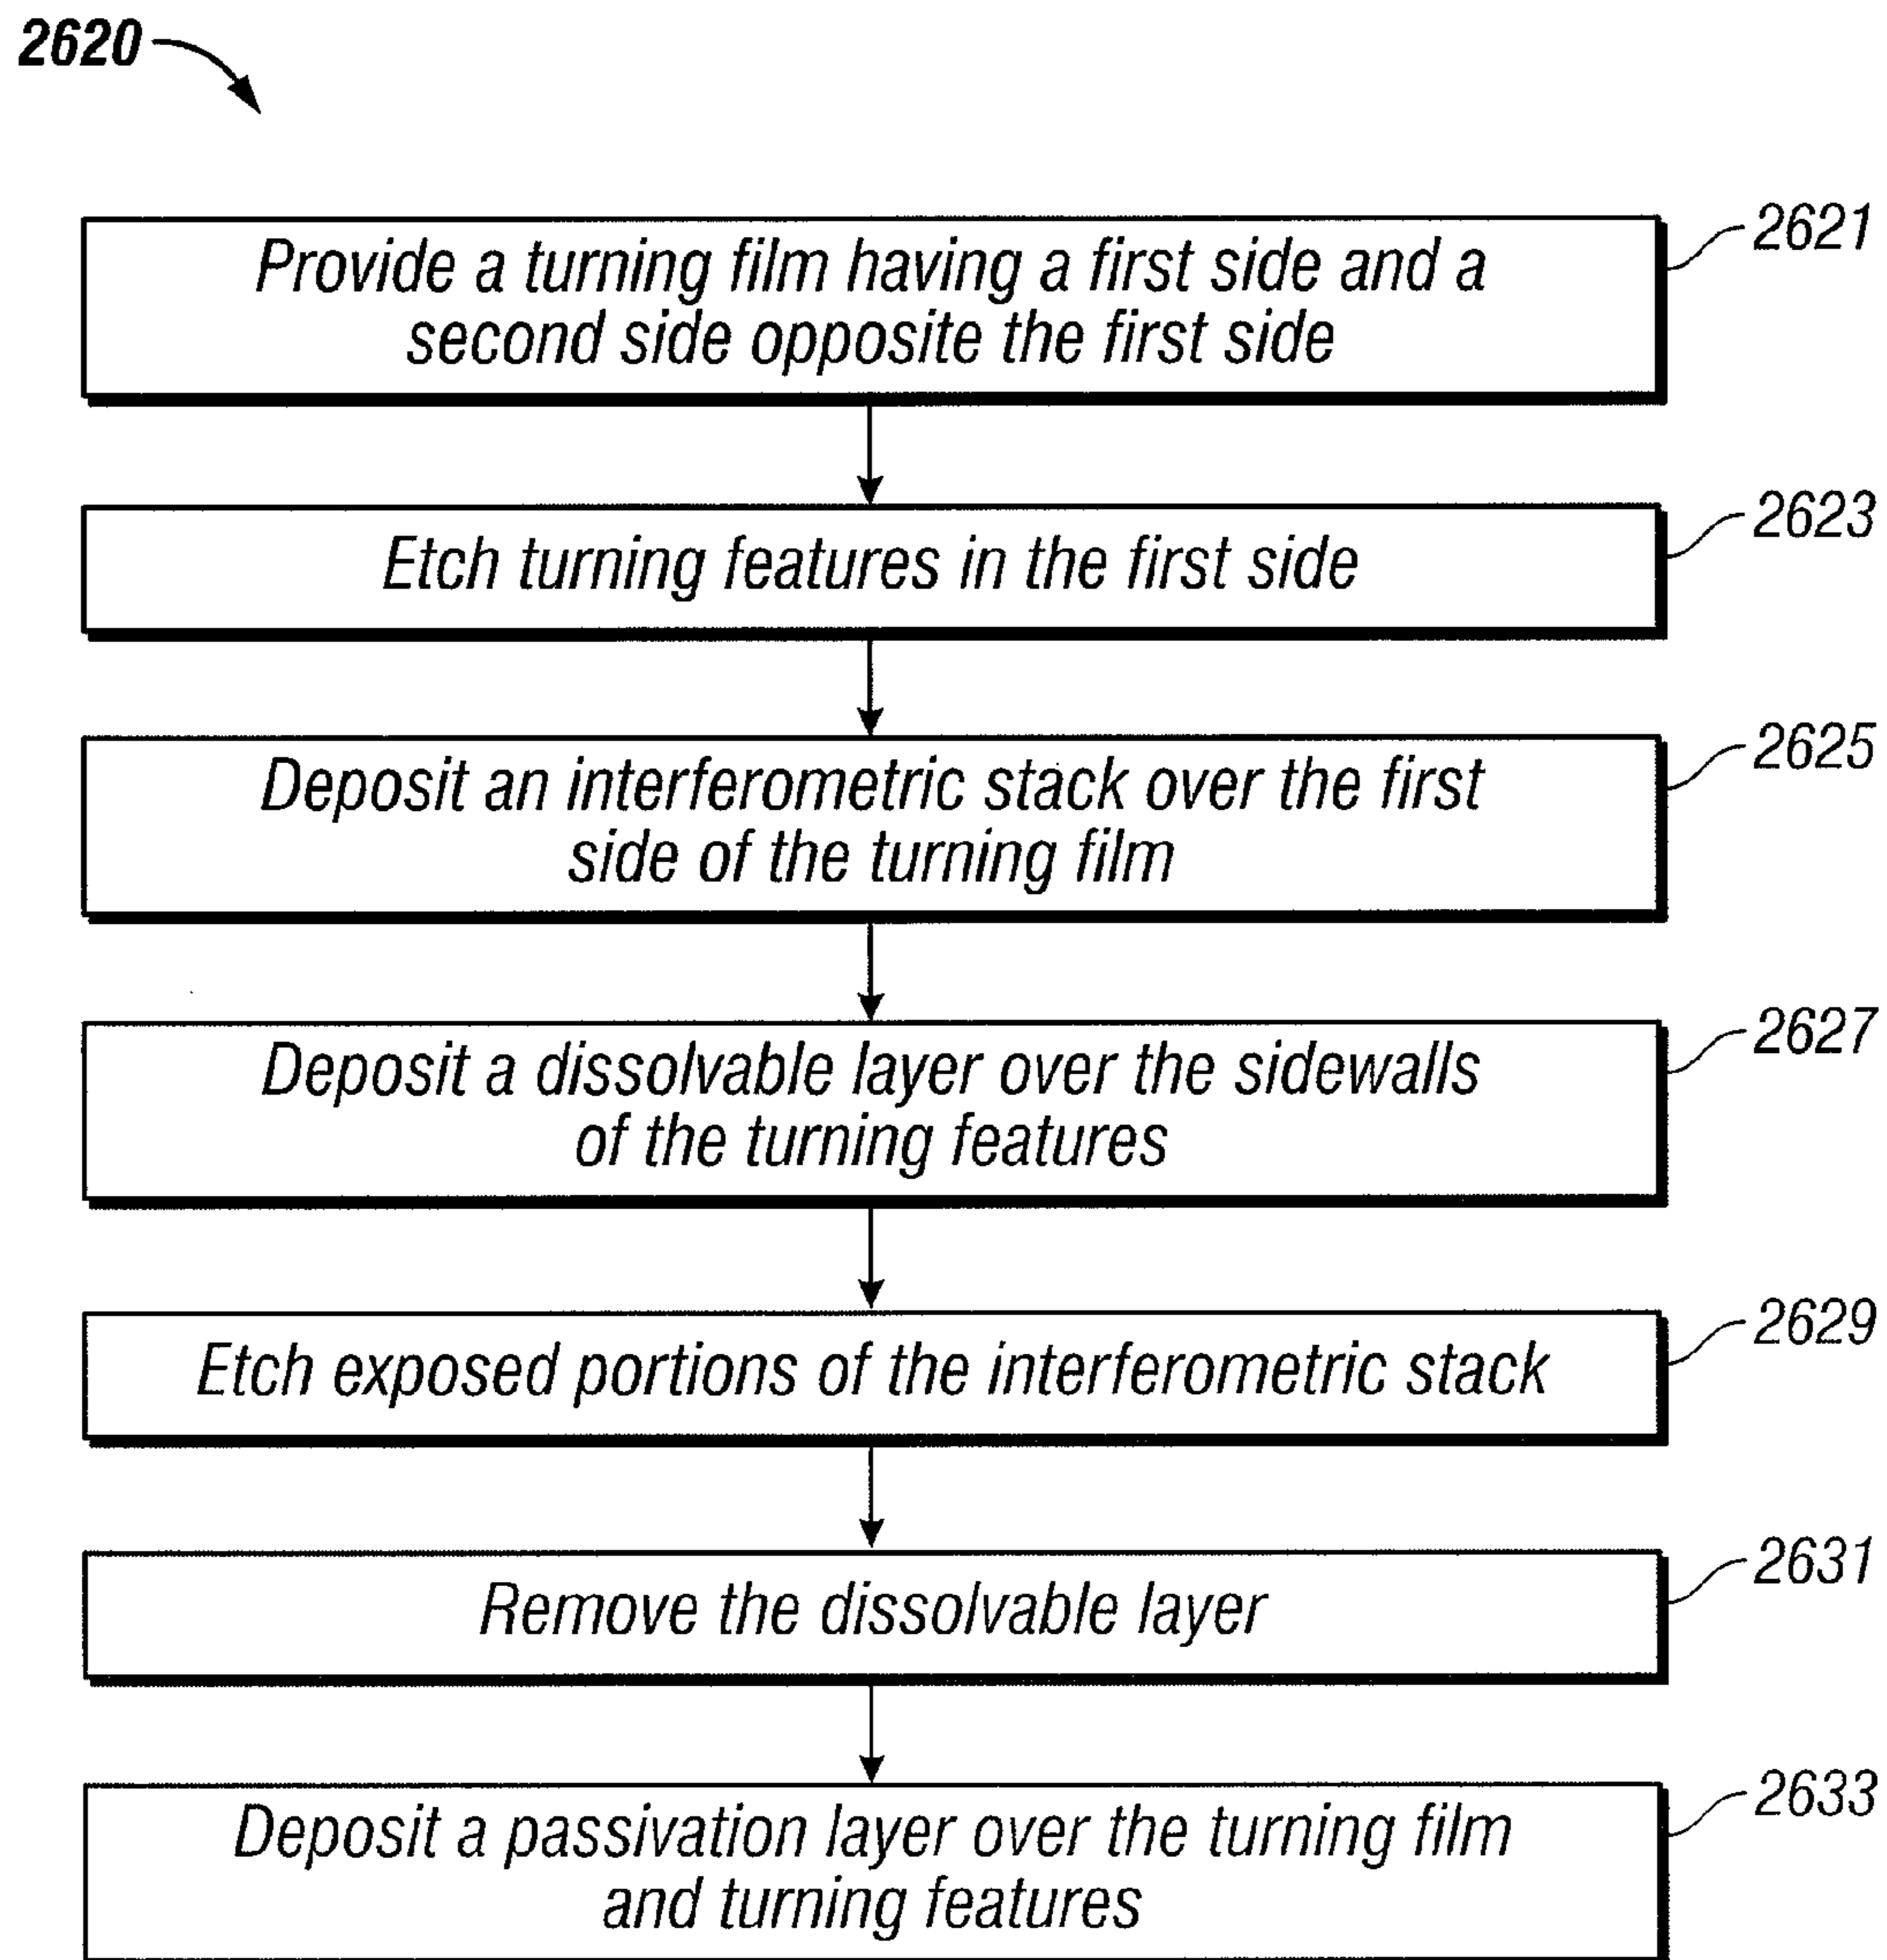 2620
Provide a turning film having a first side and a
second side opposite the first side
2621
Etch turning features in the first side
2623
Deposit an interferometric stack over the first
side of the turning film
2625
Deposit a dissolvable layer over the sidewalls
of the turning features
2627
Etch exposed portions of the interferometric stack
2629
Remove the dissolvable layer
2631
Deposit a passivation layer over the turning film
and turning features
2633